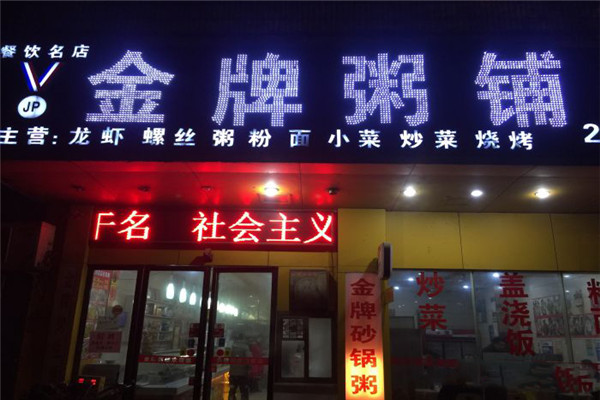 餐饮名店
JP
金牌粥铺
主营:龙虾 螺丝 粥 粉 面 小菜 炒菜 烧烤 2
名 社会主义
金牌砂锅粥
炒菜
盖浇饭